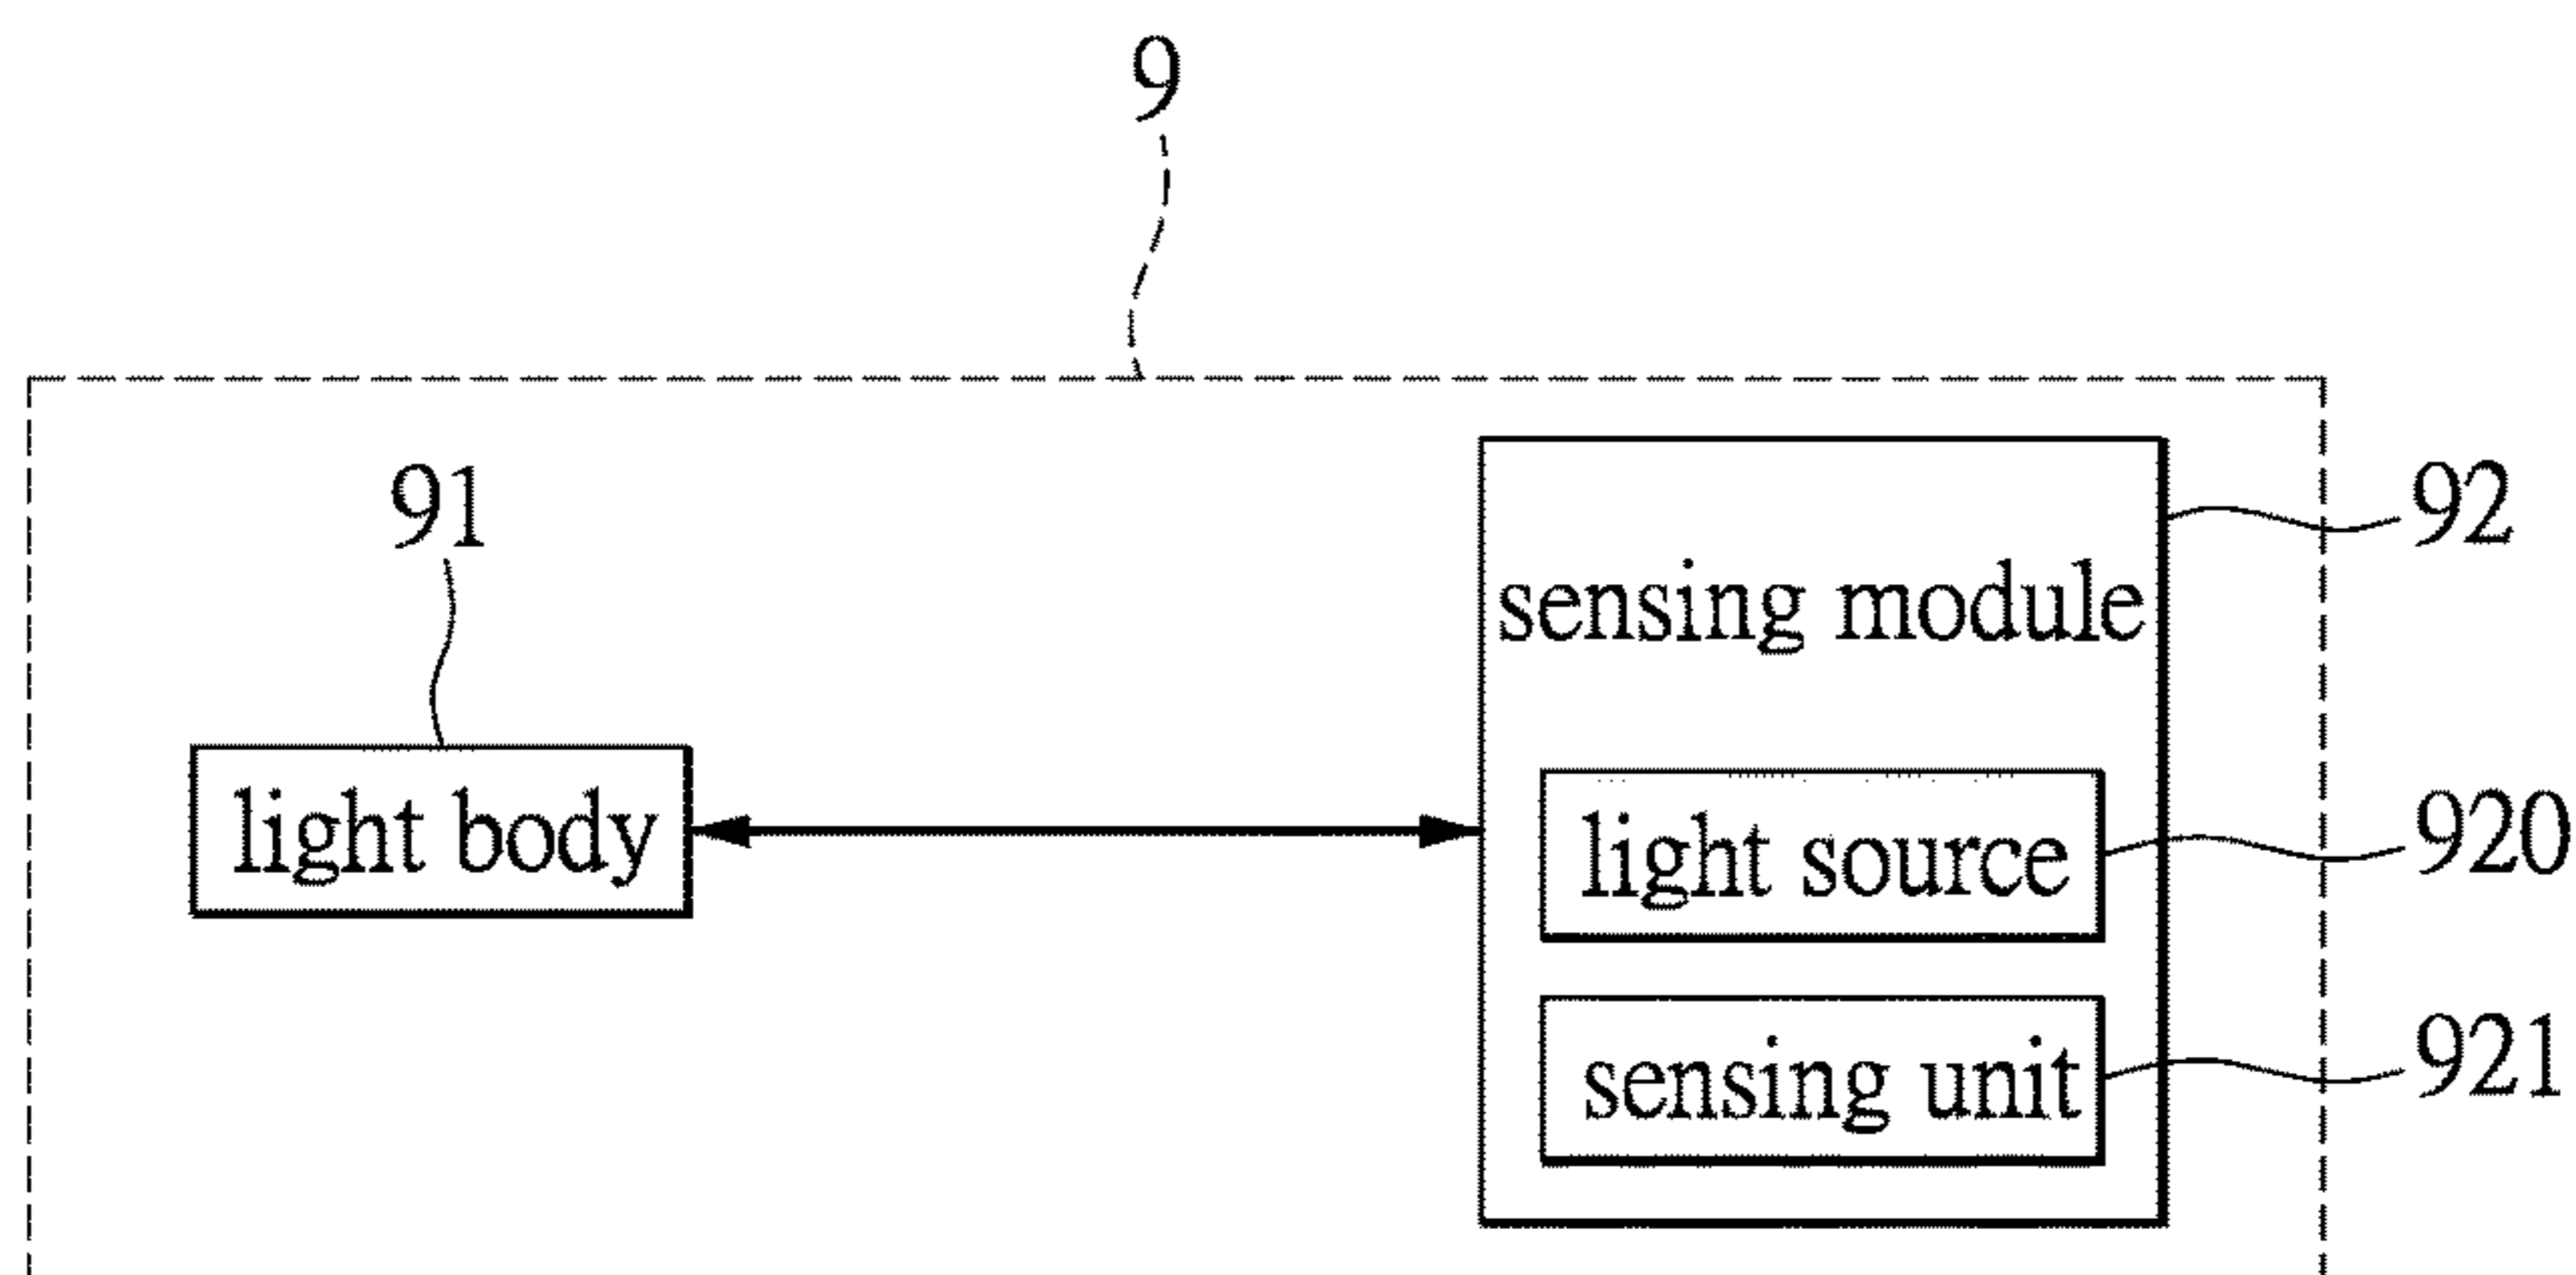 9
91
92
sensing module
light body
light source
920
sensing unit
921